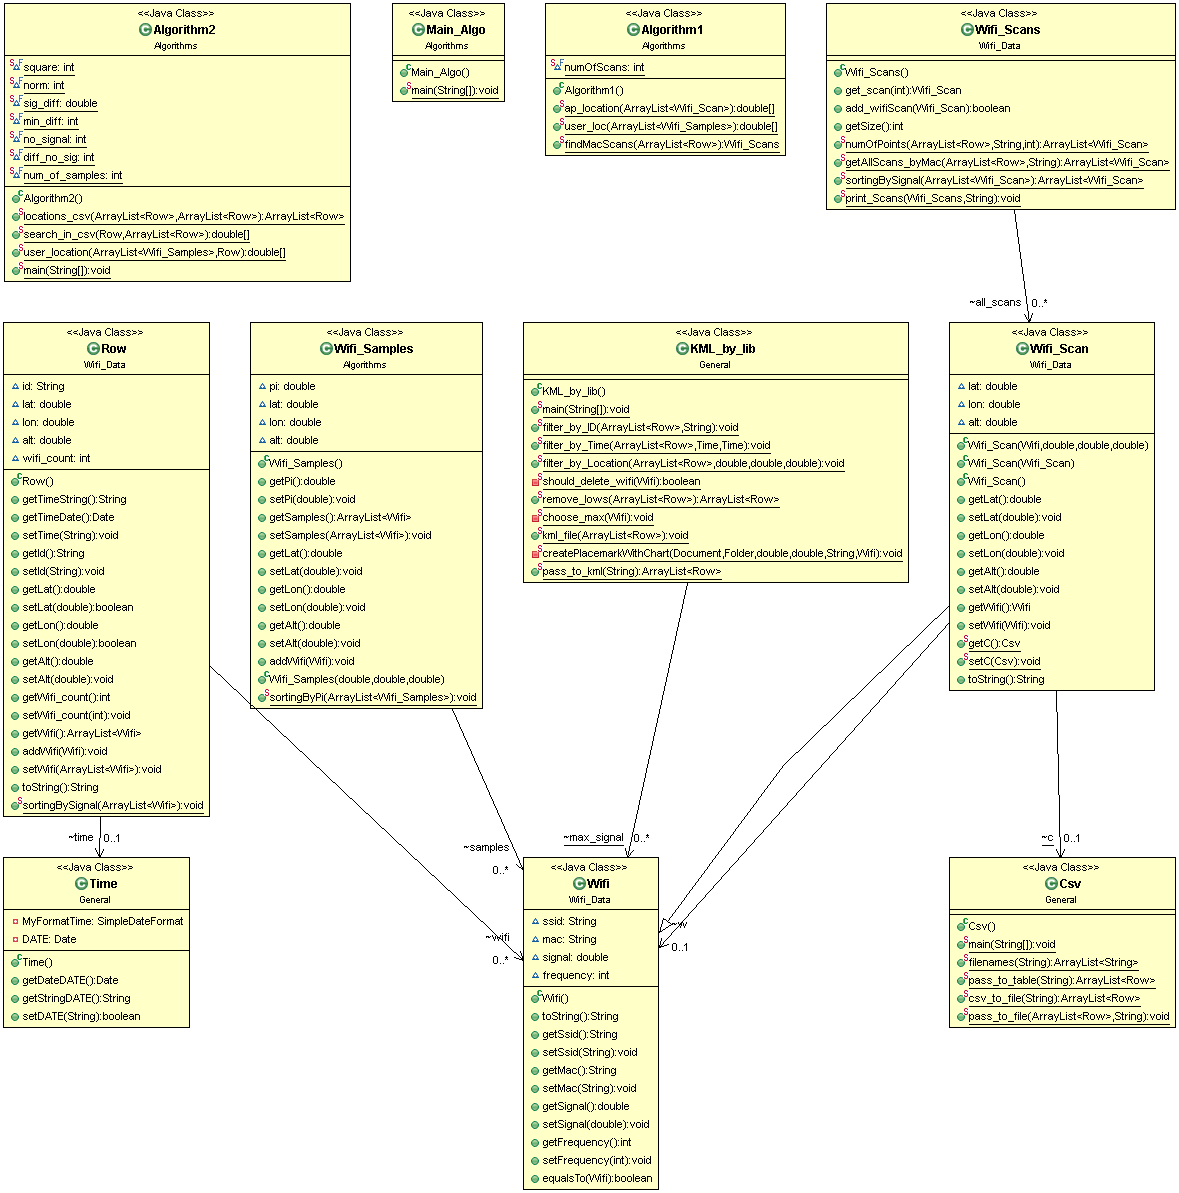 <<Java Class>>
Algorithm2
Algorithms
square: int
norm: int
sig_diff: double
min_diff: int
no_signal: int
diff_no_sig: int
num_of_samples: int
Algorithm2()
locations_csv(ArrayList<Row>,ArrayList<Row>):ArrayList<Row>
search_in_csv(Row,ArrayList<Row>):double[]
user_location(ArrayList<Wifi_Samples>,Row):double[]
main(String[]):void
<<Java Class>>
Main_Algo
Algorithms
Main_Algo()
main(String[]):void
<<Java Class>>
Algorithm1
Algorithms
numOfScans: int
Algorithm1()
ap_location(ArrayList<Wifi_Scan>):double[]
user_loc(ArrayList<Wifi_Samples>):double[]
findMacScans(ArrayList<Row>):Wifi_Scans
<<Java Class>>
Wifi_Scans
Wifi_Data
Wifi_Scans()
get_scan(int):Wifi_Scan
add_wifiScan(Wifi_Scan):boolean
getSize():int
numOfPoints(ArrayList<Row>,String,int):ArrayList<Wifi_Scan>
getAllScans_byMac(ArrayList<Row>,String):ArrayList<Wifi_Scan>
sortingBySignal(ArrayList<Wifi_Scan>):ArrayList<Wifi_Scan>
print_Scans(Wifi_Scans,String):void
~all_scans 0..*
<<Java Class>>
Row
Wifi_Data
id: String
lat: double
lon: double
alt: double
wifi_count: int
Row()
getTimeString():String
getTimeDate():Date
setTime(String):void
getId():String
setId(String):void
getLat():double
setLat(double):boolean
getLon():double
setLon(double):boolean
getAlt():double
setAlt(double):void
getWifi_count():int
setWifi_count(int):void
getWifi():ArrayList<Wifi>
addWifi(Wifi):void
setWifi(ArrayList<Wifi>):void
toString():String
sortingBySignal(ArrayList<Wifi>):void
<<Java Class>>
Wifi_Samples
Algorithms
pi: double
lat: double
lon: double
alt: double
Wifi_Samples()
getPi():double
setPi(double):void
getSamples():ArrayList<Wifi>
setSamples(ArrayList<Wifi>):void
getLat():double
setLat(double):void
getLon():double
setLon(double):void
getAlt():double
setAlt(double):void
addWifi(Wifi):void
Wifi_Samples(double,double,double)
sortingByPi(ArrayList<Wifi_Samples>):void
<<Java Class>>
KML_by_lib
General
KML_by_lib()
main(String[]):void
filter_by_ID(ArrayList<Row>,String):void
filter_by_Time(ArrayList<Row>,Time,Time):void
filter_by_Location(ArrayList<Row>,double,double,double):void
should_delete_wifi(Wifi):boolean
remove_lows(ArrayList<Row>):ArrayList<Row>
choose_max(Wifi):void
kml_file(ArrayList<Row>):void
createPlacemarkWithChart(Document,Folder,double,double,String,Wifi):void
pass_to_kml(String):ArrayList<Row>
<<Java Class>>
Wifi_Scan
Wifi_Data
lat: double
lon: double
alt: double
Wifi_Scan(Wifi,double,double,double)
Wifi_Scan(Wifi_Scan)
Wifi_Scan()
getLat():double
setLat(double):void
getLon():double
setLon(double):void
getAlt():double
setAlt(double):void
getWifi():Wifi
setWifi(Wifi):void
getC():Csv
setC(Csv):void
toString():String
~time 0..1
~samples
0..*
~max_signal 0..*
~c 0..1
~wifi
0..*
~w
0..1
<<Java Class>>
Time
General
MyFormatTime: SimpleDateFormat
DATE: Date
Time()
getDateDATE():Date
getStringDATE():String
setDATE(String):boolean
<<Java Class>>
Wifi
Wifi_Data
ssid: String
mac: String
signal: double
frequency: int
Wifi()
toString():String
getSsid():String
setSsid(String):void
getMac():String
setMac(String):void
getSignal():double
setSignal(double):void
getFrequency():int
setFrequency(int):void
equalsTo(Wifi):boolean
<<Java Class>>
Csv
General
Csv()
main(String[]):void
filenames(String):ArrayList<String>
pass_to_table(String):ArrayList<Row>
csv_to_file(String):ArrayList<Row>
pass_to_file(ArrayList<Row>,String):void